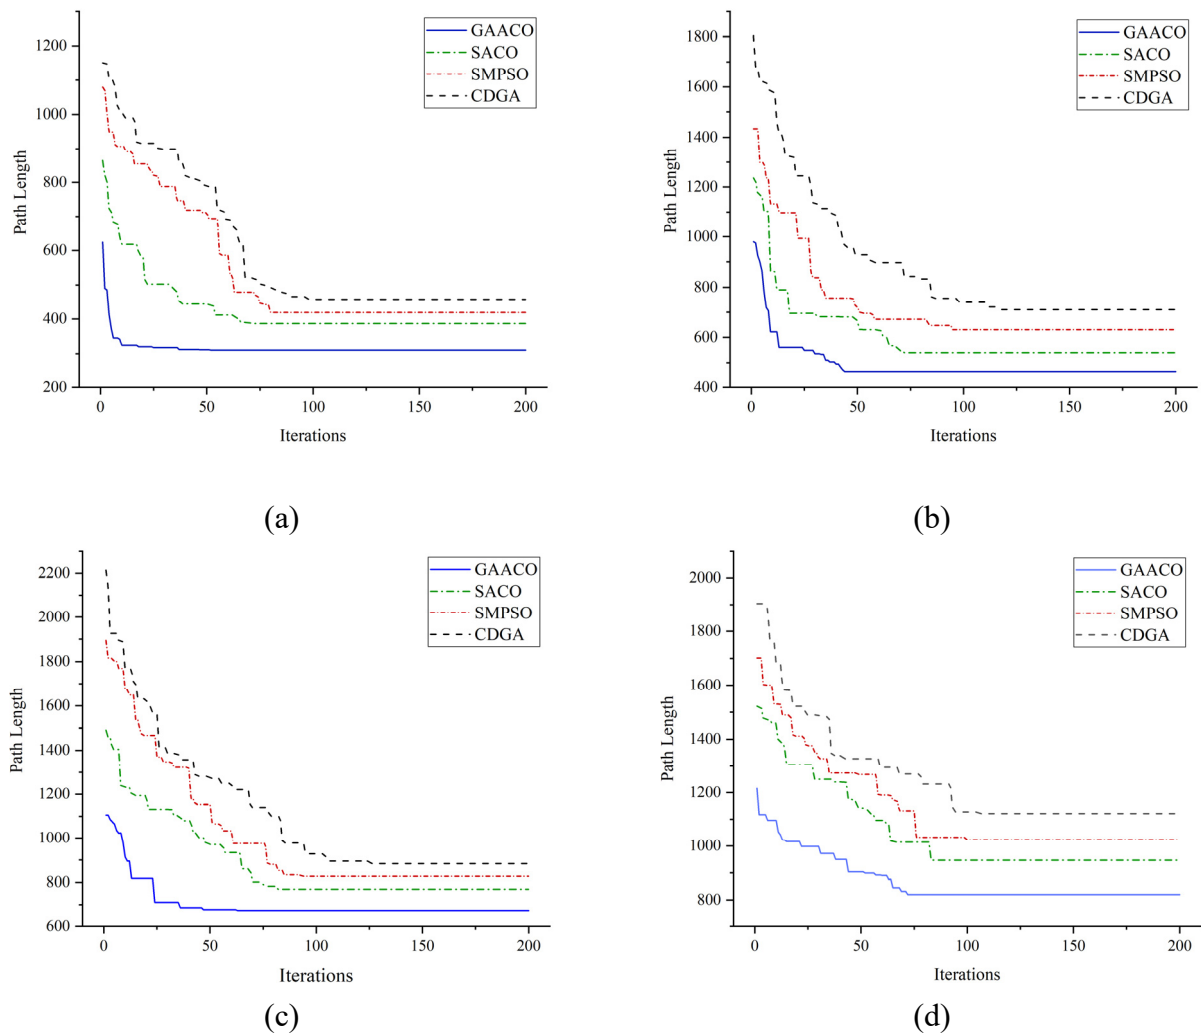 1200
1000
800
600
400
200
0
50
100
150
200
Path Length
Iterations
GAACO
SACO
SMPSO
CDGA
(a)
1800
1600
1400
1200
1000
800
600
400
0
50
100
150
200
Path Length
Iterations
GAACO
SACO
SMPSO
CDGA
(b)
2200
2000
1800
1600
1400
1200
1000
800
600
0
50
100
150
200
Path Length
Iterations
GAACO
SACO
SMPSO
CDGA
(c)
2000
1800
1600
1400
1200
1000
800
0
50
100
150
200
Path Length
Iterations
GAACO
SACO
SMPSO
CDGA
(d)